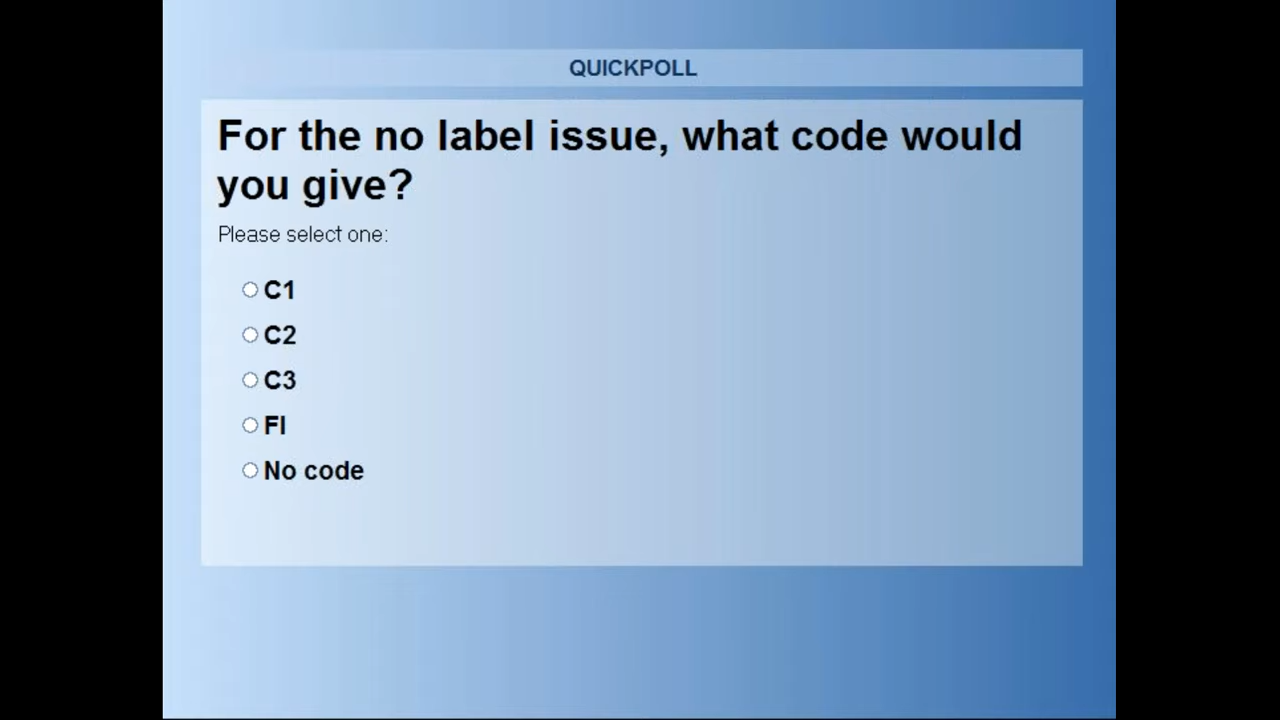 QUICKPOLL
For the no label issue, what code would
you give?
Please select one:
C1
C2
C3
FI
No code